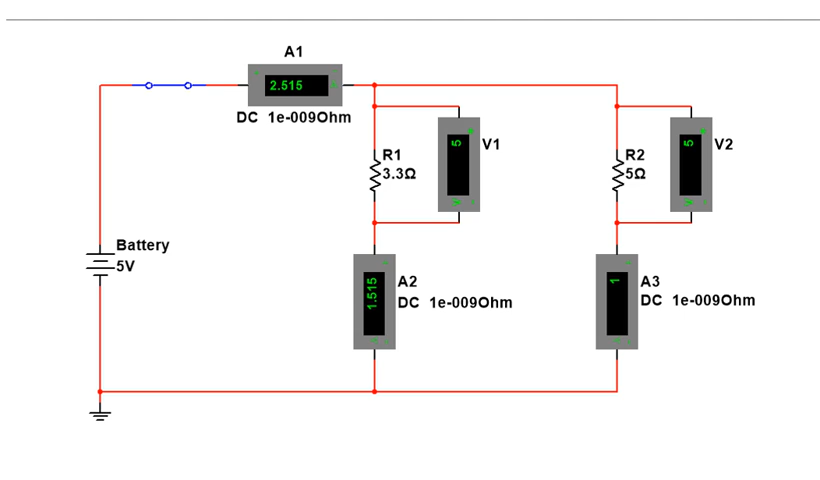 A1
2.515
DC 1e-009Ohm
R1
3.3Ω
5
V1
R2
5Ω
5
V2
Battery
5V
1.515
A2
DC 1e-009Ohm
1
A3
DC 1e-009Ohm